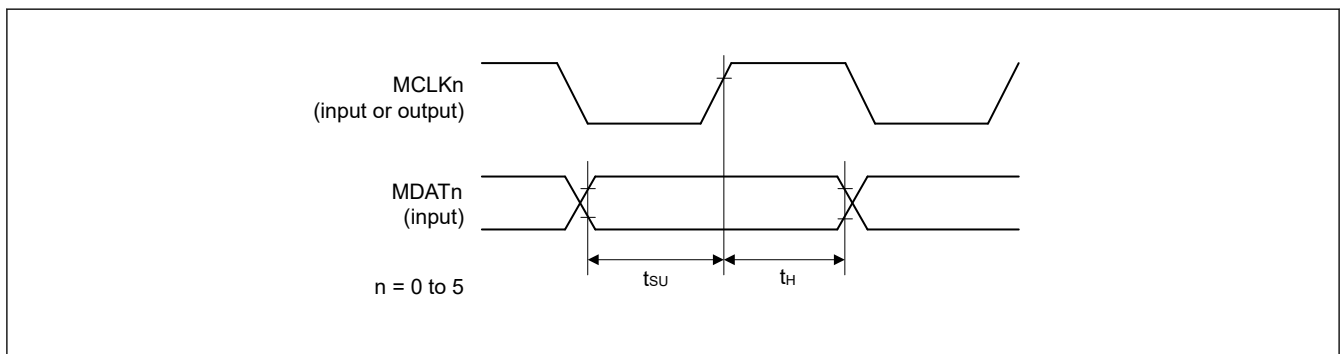 MCLKn
(input or output)
MDATn
(input)
tSU
tH
n = 0 to 5